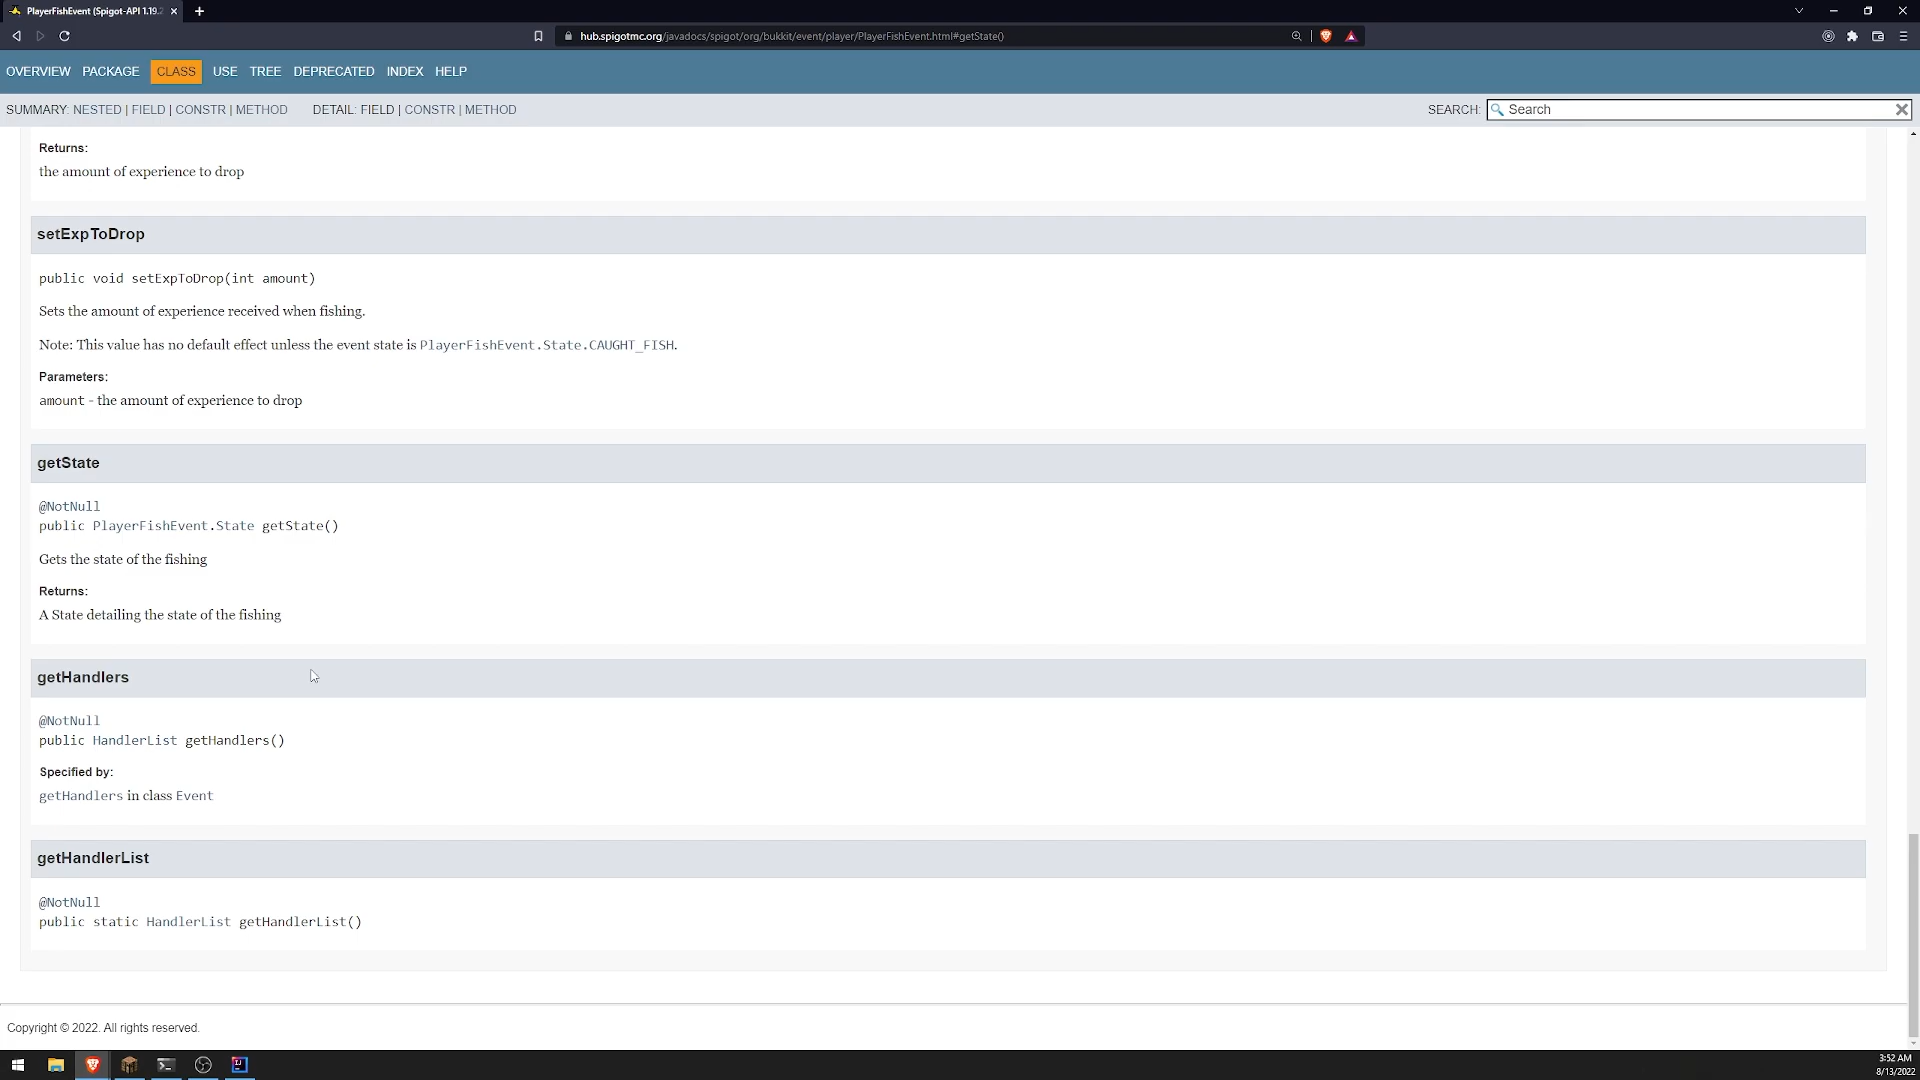 PlayerFishEvent (Spigot-API 1.19.2
hub.spigotmc.org/javadocs/spigot/org/bukkit/event/player/PlayerFishEvent.html#getState()
OVERVIEW PACKAGE CLASS USE TREE DEPRECATED INDEX HELP
SUMMARY: NESTED | FIELD | CONSTR | METHOD DETAIL: FIELD | CONSTR | METHOD SEARCH: Search
Returns:
the amount of experience to drop
setExpToDrop
public void setExpToDrop(int amount)
Sets the amount of experience received when fishing.
Note: This value has no default effect unless the event state is PlayerFishEvent.State.CAUGHT_FISH.
Parameters:
amount - the amount of experience to drop
getState
@NotNull
public PlayerFishEvent.State getState()
Gets the state of the fishing
Returns:
A State detailing the state of the fishing
getHandlers
@NotNull
public HandlerList getHandlers()
Specified by:
getHandlers in class Event
getHandlerList
@NotNull
public static HandlerList getHandlerList()
Copyright © 2022. All rights reserved.
3:52 AM
8/13/2022